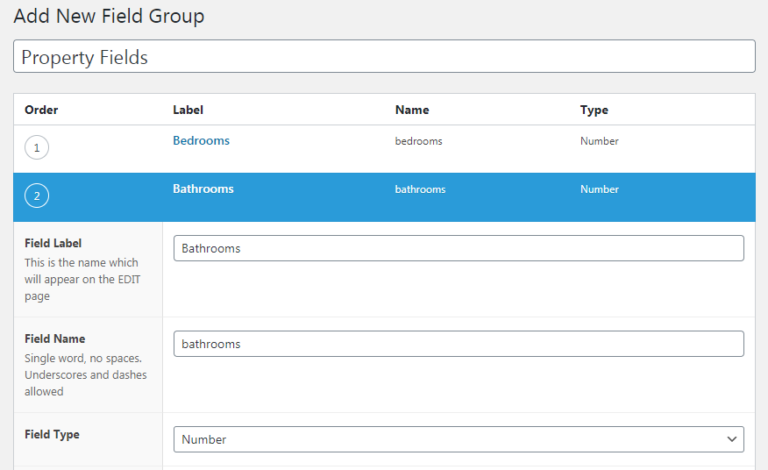 Add New Field Group
Property Fields
Order Label Name Type
1 Bedrooms bedrooms Number
2 Bathrooms bathrooms Number
Field Label
This is the name which
will appear on the EDIT
page
Bathrooms
Field Name
Single word, no spaces.
Underscores and dashes
allowed
bathrooms
Field Type
Number